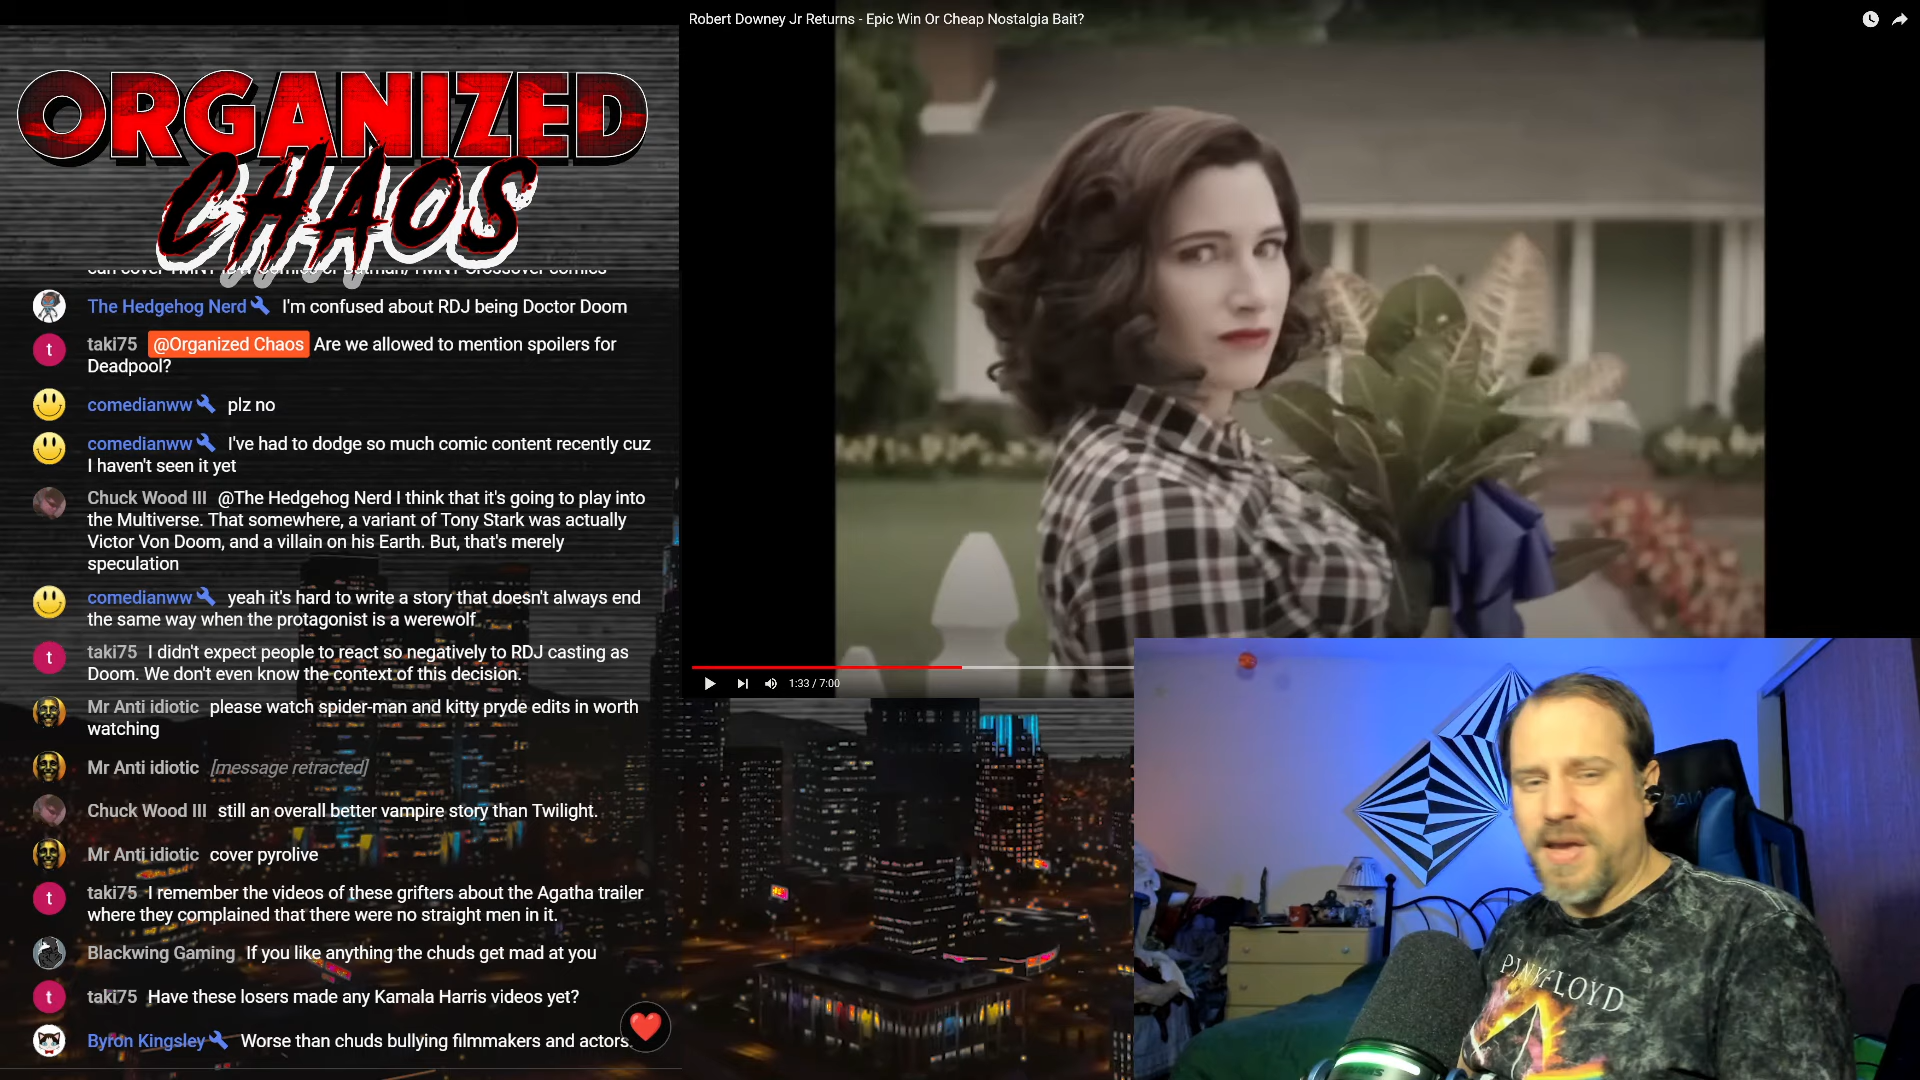 Robert Downey Jr Returns - Epic Win Or Cheap Nostalgia Bait?
ORGANIZED
CHAOS
The Hedgehog Nerd I'm confused about RDJ being Doctor Doom
taki75 @Organized Chaos Are we allowed to mention spoilers for
Deadpool?
comedianww plz no
comedianww I've had to dodge so much comic content recently cuz
I haven't seen it yet
Chuck Wood III @The Hedgehog Nerd I think that it's going to play into
the Multiverse. That somewhere, a variant of Tony Stark was actually
Victor Von Doom, and a villain on his Earth. But, that's merely
speculation
comedianww yeah it's hard to write a story that doesn't always end
the same way when the protagonist is a werewolf
taki75 I didn't expect people to react so negatively to RDJ casting as
Doom. We don't even know the context of this decision.
Mr Anti idiotic please watch spider-man and kitty pryde edits in worth
watching
Mr Anti idiotic [message retracted]
Chuck Wood III still an overall better vampire story than Twilight.
Mr Anti idiotic cover pyrolive
taki75 I remember the videos of these grifters about the Agatha trailer
where they complained that there were no straight men in it.
Blackwing Gaming If you like anything the chuds get mad at you
taki75 Have these losers made any Kamala Harris videos yet?
Byron Kingsley Worse than chuds bullying filmmakers and actors.
t
t
t
t
1:33 / 7:00
PINK FLOYD